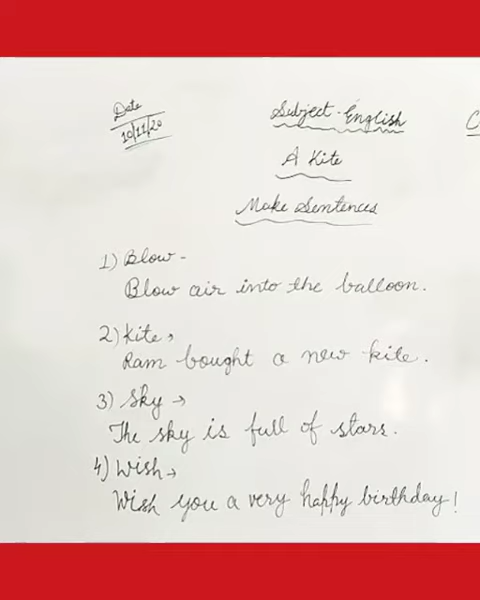 Date
10/11/20
Subject - English
C
A Kite
Make Sentences
1) Blow -
Blow air into the balloon.
2) Kite →
Ram bought a new kite.
3) Sky →
The sky is full of stars.
4) Wish →
Wish you a very happy birthday!